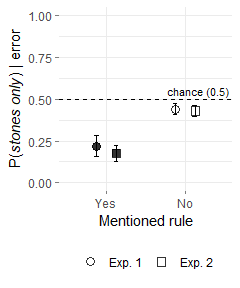 P(stones only) | error
1.00
0.75
0.50
0.25
0.00
chance (0.5)
Yes No
Mentioned rule
Exp. 1 Exp. 2